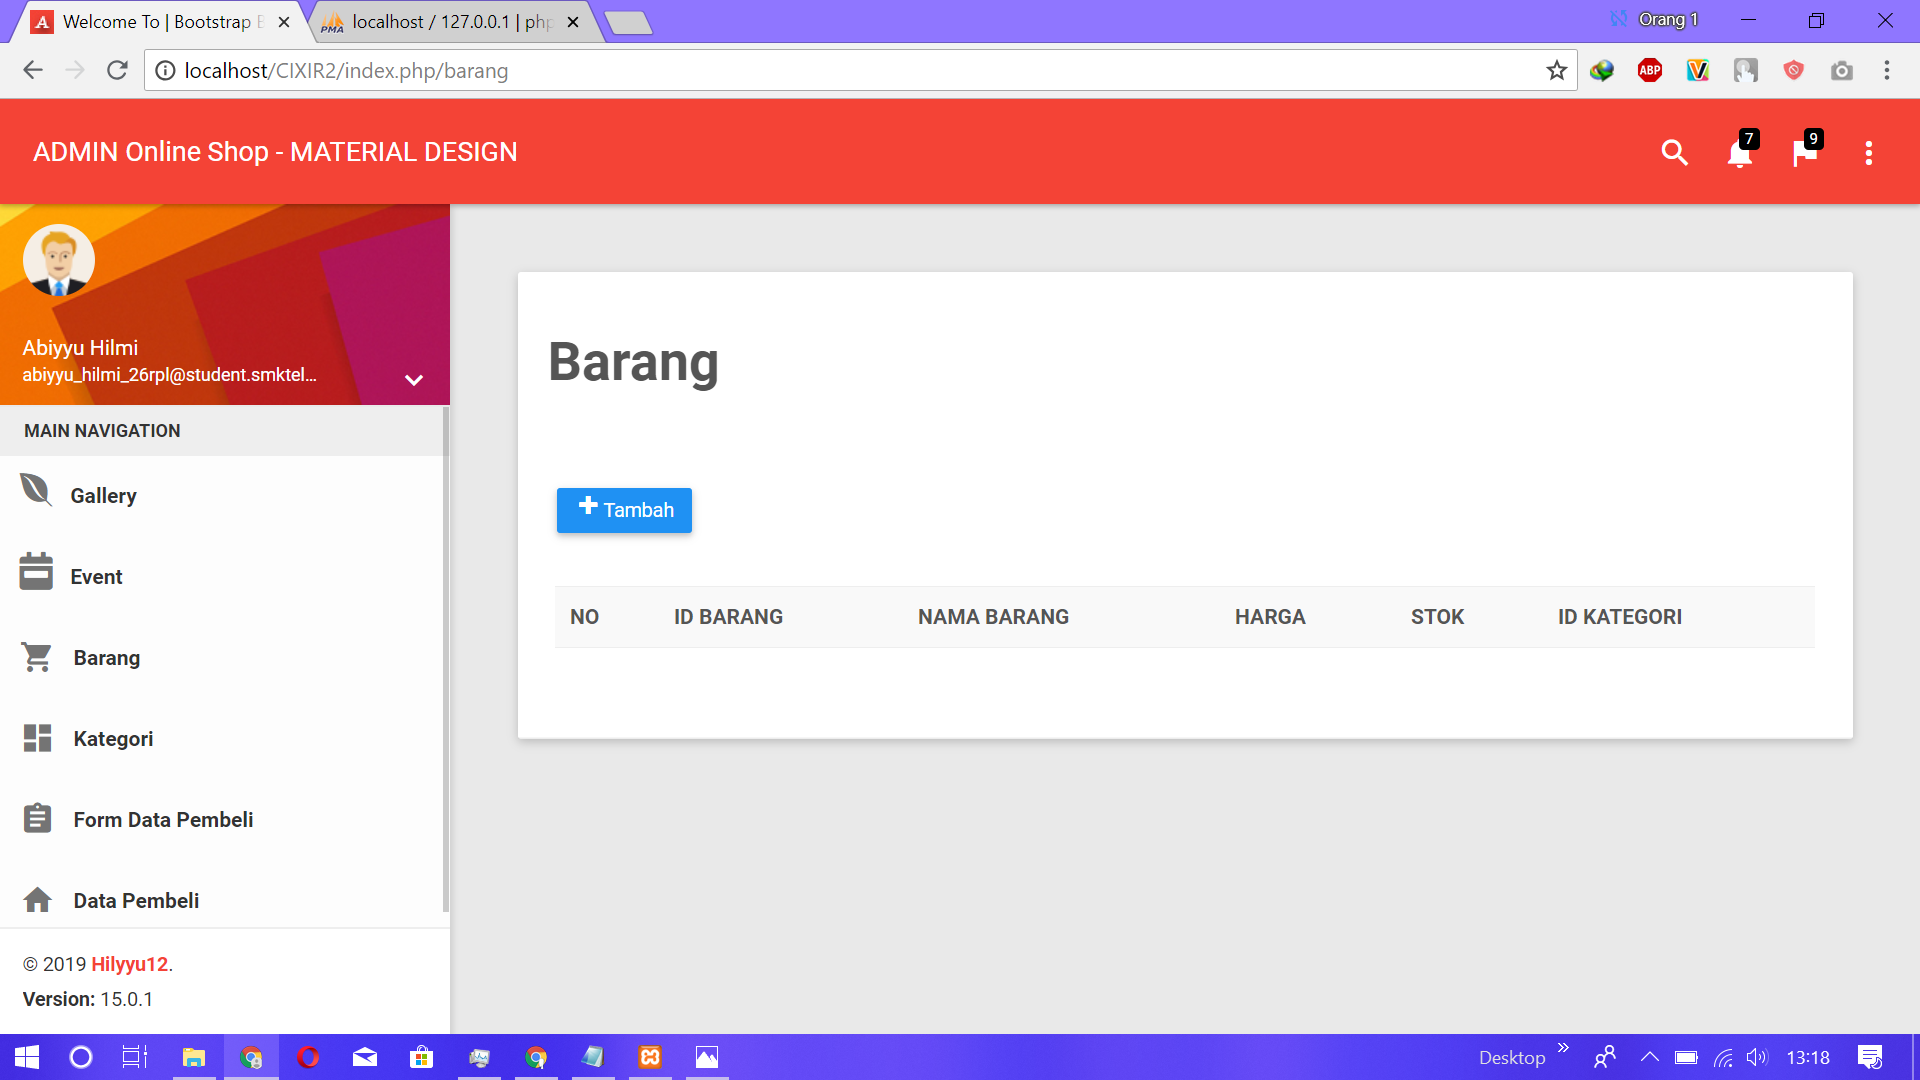 Welcome To | Bootstrap B
localhost / 127.0.0.1 | php
Orang 1
localhost/CIXIR2/index.php/barang
ABP
ADMIN Online Shop - MATERIAL DESIGN
7
9
Abiyyu Hilmi
abiyyu_hilmi_26rpl@student.smktel...
MAIN NAVIGATION
Gallery
Event
Barang
Kategori
Form Data Pembeli
Data Pembeli
© 2019 Hilyyu12.
Version: 15.0.1
Barang
Tambah
NO ID BARANG NAMA BARANG HARGA STOK ID KATEGORI
Desktop
13:18